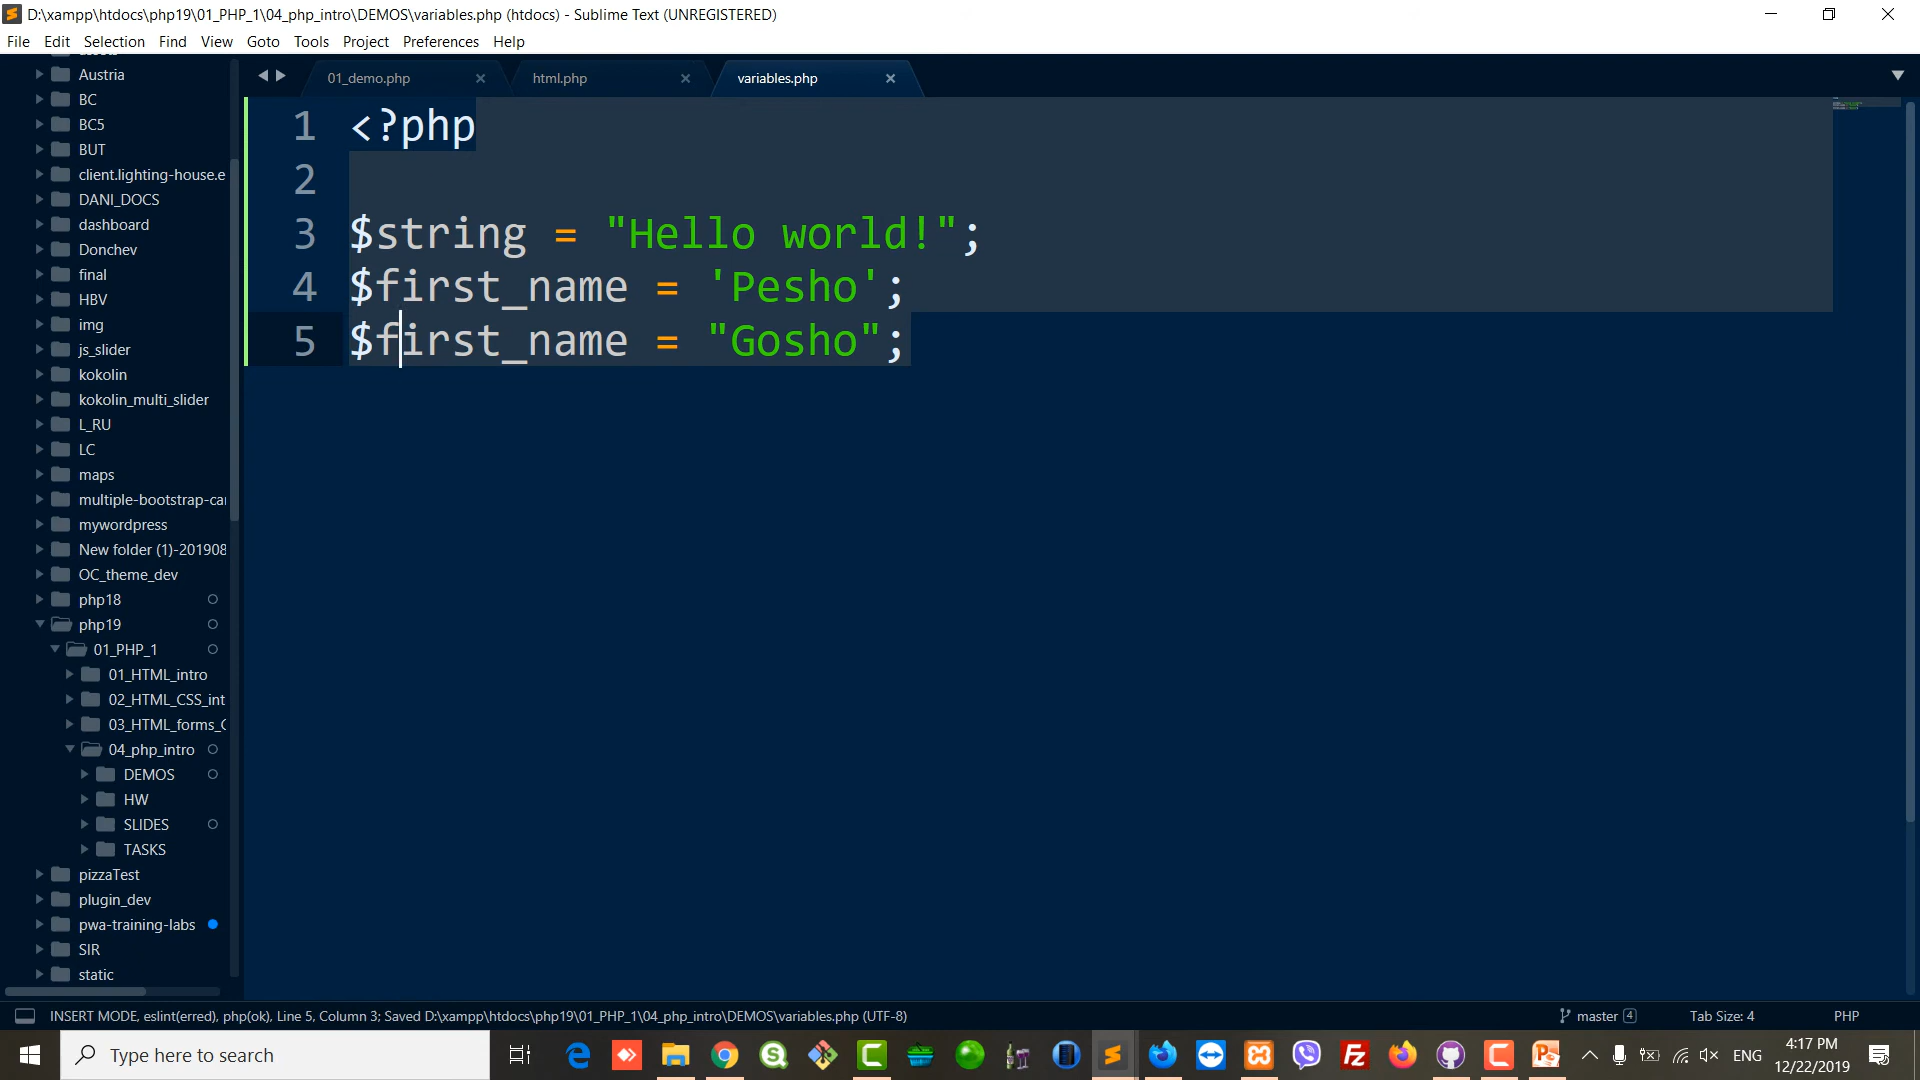 D:\xampp\htdocs\php19\01_PHP_1\04_php_intro\DEMOS\variables.php (htdocs) - Sublime Text (UNREGISTERED)
File Edit Selection Find View Goto Tools Project Preferences Help
01_demo.php
html.php
variables.php
Austria
BC
BC5
BUT
client.lighting-house.e
DANI_DOCS
dashboard
Donchev
final
HBV
img
js_slider
kokolin
kokolin_multi_slider
L_RU
LC
maps
multiple-bootstrap-ca
mywordpress
New folder (1)-201908
OC_theme_dev
php18
php19
01_PHP_1
01_HTML_intro
02_HTML_CSS_int
03_HTML_forms_C
04_php_intro
DEMOS
HW
SLIDES
TASKS
pizzaTest
plugin_dev
pwa-training-labs
SIR
static
1 <?php
2
3 $string = "Hello world!";
4 $first_name = 'Pesho';
5 $first_name = "Gosho";
INSERT MODE, eslint(erred), php(ok), Line 5, Column 3; Saved D:\xampp\htdocs\php19\01_PHP_1\04_php_intro\DEMOS\variables.php (UTF-8)
master 4
Tab Size: 4
PHP
Type here to search
ENG
4:17 PM
12/22/2019